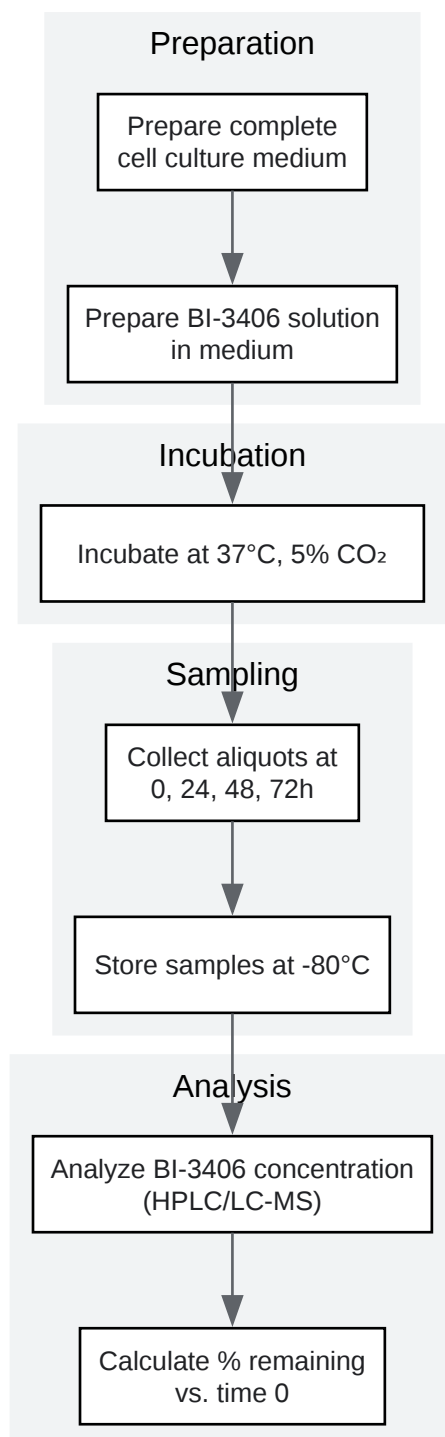 Preparation
Prepare complete
cell culture medium
Prepare BI-3406 solution
in medium
Incubation
Incubate at 37°C, 5% CO₂
Sampling
Collect aliquots at
0, 24, 48, 72h
Store samples at -80°C
Analysis
Analyze BI-3406 concentration
(HPLC/LC-MS)
Calculate % remaining
vs. time 0